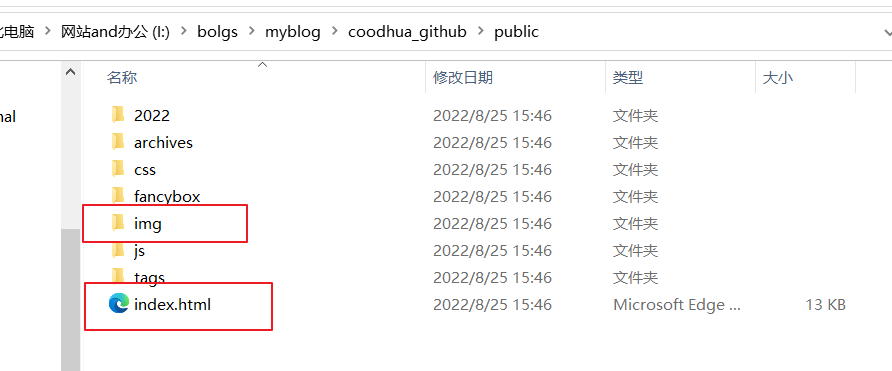 比电脑 > 网站and办公 (I:) > bolgs > myblog > coodhua_github > public
名称 修改日期 类型 大小
nal
2022 2022/8/25 15:46 文件夹
archives 2022/8/25 15:46 文件夹
css 2022/8/25 15:46 文件夹
fancybox 2022/8/25 15:46 文件夹
img 2022/8/25 15:46 文件夹
js 2022/8/25 15:46 文件夹
tags 2022/8/25 15:46 文件夹
index.html 2022/8/25 15:46 Microsoft Edge ... 13 KB